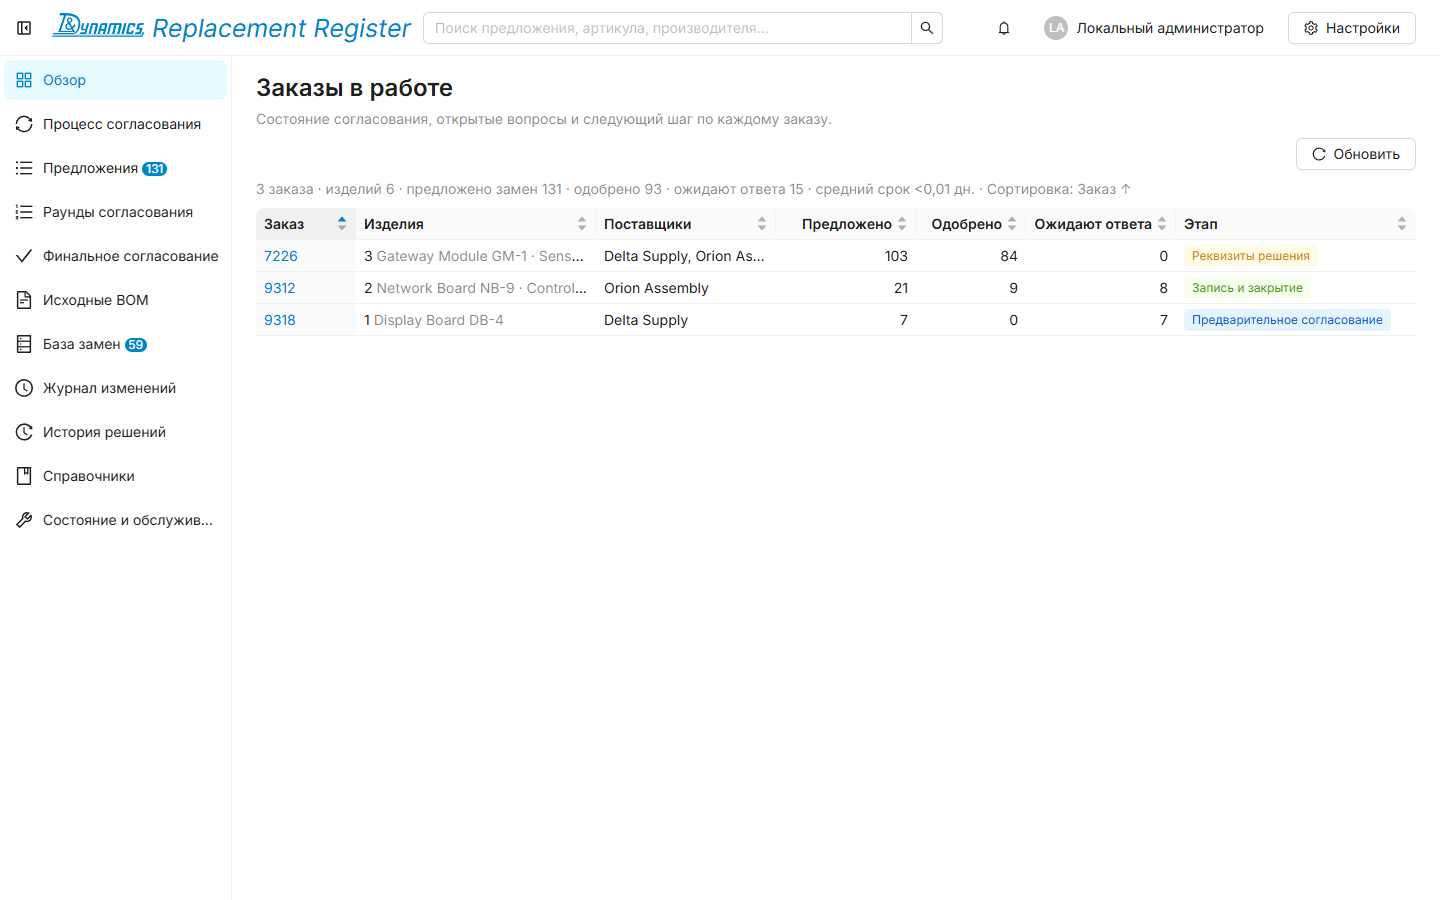 Dynamics Replacement Register
Поиск предложения, артикула, производителя...
LA Локальный администратор
Настройки
Обзор
Процесс согласования
Предложения 131
Раунды согласования
Финальное согласование
Исходные BOM
База замен 59
Журнал изменений
История решений
Справочники
Состояние и обслужив...
Заказы в работе
Состояние согласования, открытые вопросы и следующий шаг по каждому заказу.
Обновить
3 заказа · изделий 6 · предложено замен 131 · одобрено 93 · ожидают ответа 15 · средний срок <0,01 дн. · Сортировка: Заказ ↑
Заказ Изделия Поставщики Предложено Одобрено Ожидают ответа Этап
7226 3 Gateway Module GM-1 · Sens... Delta Supply, Orion As... 103 84 0 Реквизиты решения
9312 2 Network Board NB-9 · Control... Orion Assembly 21 9 8 Запись и закрытие
9318 1 Display Board DB-4 Delta Supply 7 0 7 Предварительное согласование